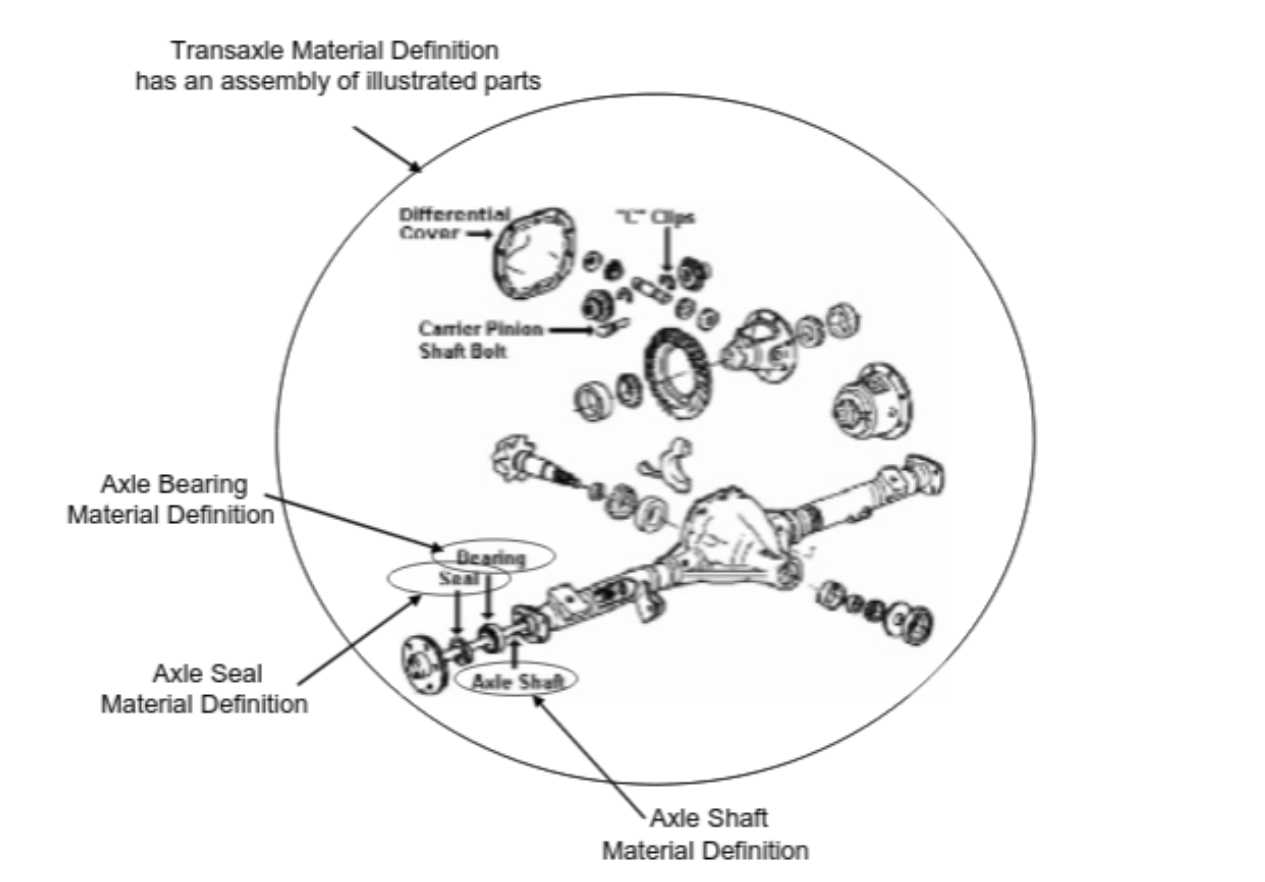 Transaxle Material Definition
has an assembly of illustrated parts
Differential
Cover
"C" Clips
Carrier Pinion
Shaft Bolt
Axle Bearing
Material Definition
Bearing
Seal
Axle Seal
Material Definition
Axle Shaft
Axle Shaft
Material Definition